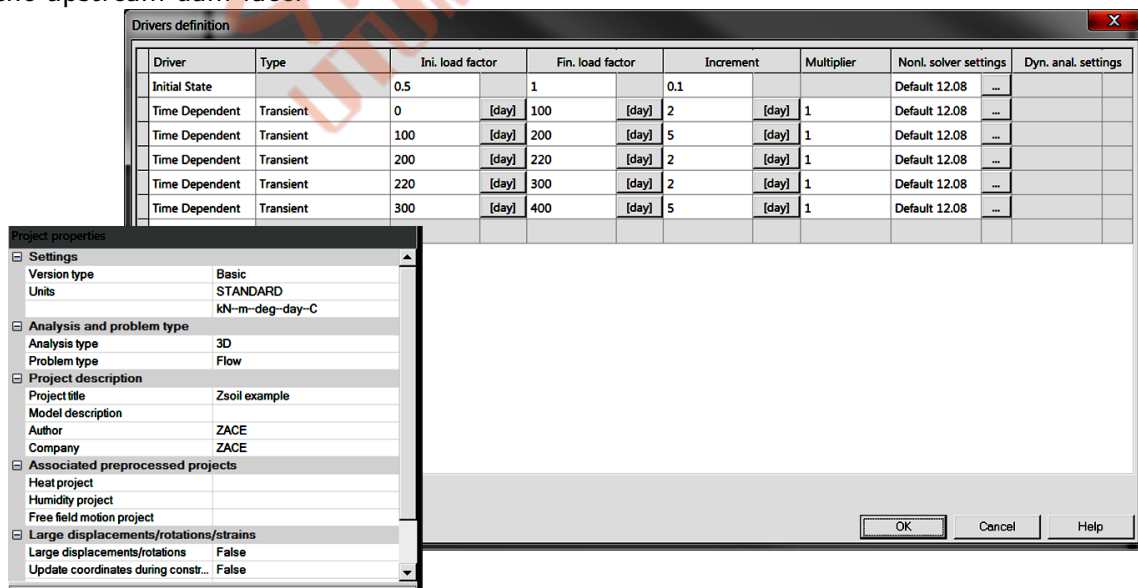 the upstream dam face.
Drivers definition
X
Driver Type Ini. load factor Fin. load factor Increment Multiplier Nonl. solver settings Dyn. anal. settings
Initial State 0.5 1 0.1 Default 12.08 ...
Time Dependent Transient 0 [day] 100 [day] 2 [day] 1 Default 12.08 ...
Time Dependent Transient 100 [day] 200 [day] 5 [day] 1 Default 12.08 ...
Time Dependent Transient 200 [day] 220 [day] 2 [day] 1 Default 12.08 ...
Time Dependent Transient 220 [day] 300 [day] 2 [day] 1 Default 12.08 ...
Time Dependent Transient 300 [day] 400 [day] 5 [day] 1 Default 12.08 ...
OK Cancel Help
Project properties
Settings
Version type Basic
Units STANDARD
kN--m--deg--day--C
Analysis and problem type
Analysis type 3D
Problem type Flow
Project description
Project title Zsoil example
Model description
Author ZACE
Company ZACE
Associated preprocessed projects
Heat project
Humidity project
Free field motion project
Large displacements/rotations/strains
Large displacements/rotations False
Update coordinates during constr... False